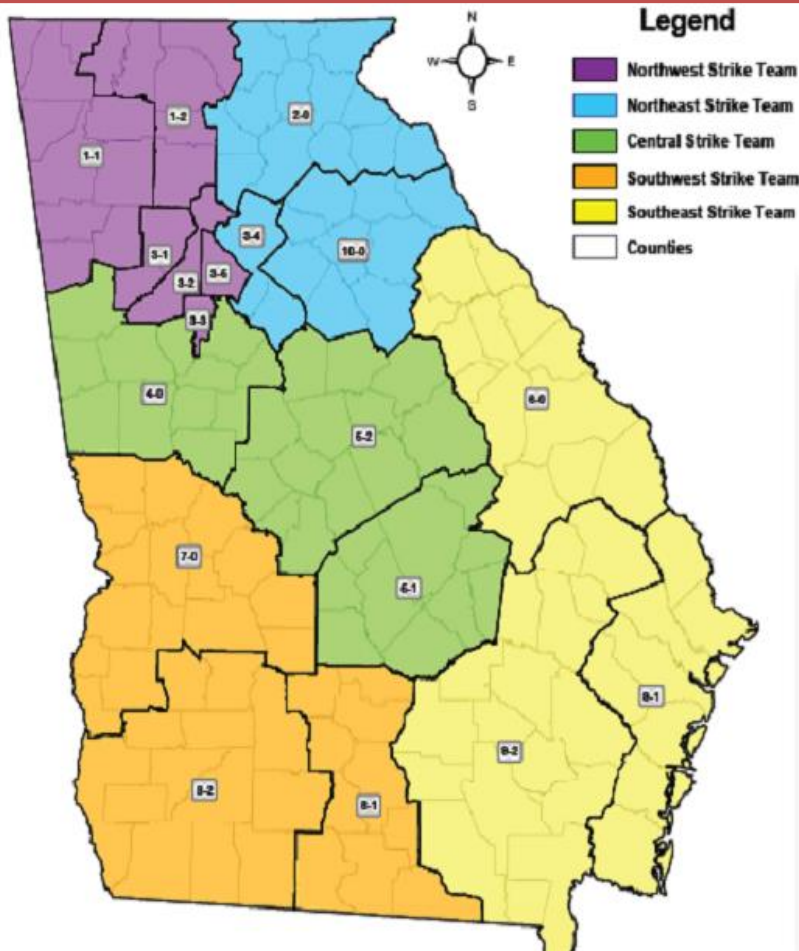 Legend
N
W E
S
Northwest Strike Team
Northeast Strike Team
Central Strike Team
Southwest Strike Team
Southeast Strike Team
Counties
1-2
2-0
1-1
3-4
10-0
3-1
3-5
3-2
3-3
4-0
6-0
5-2
7-0
5-1
9-1
9-2
8-2
8-1